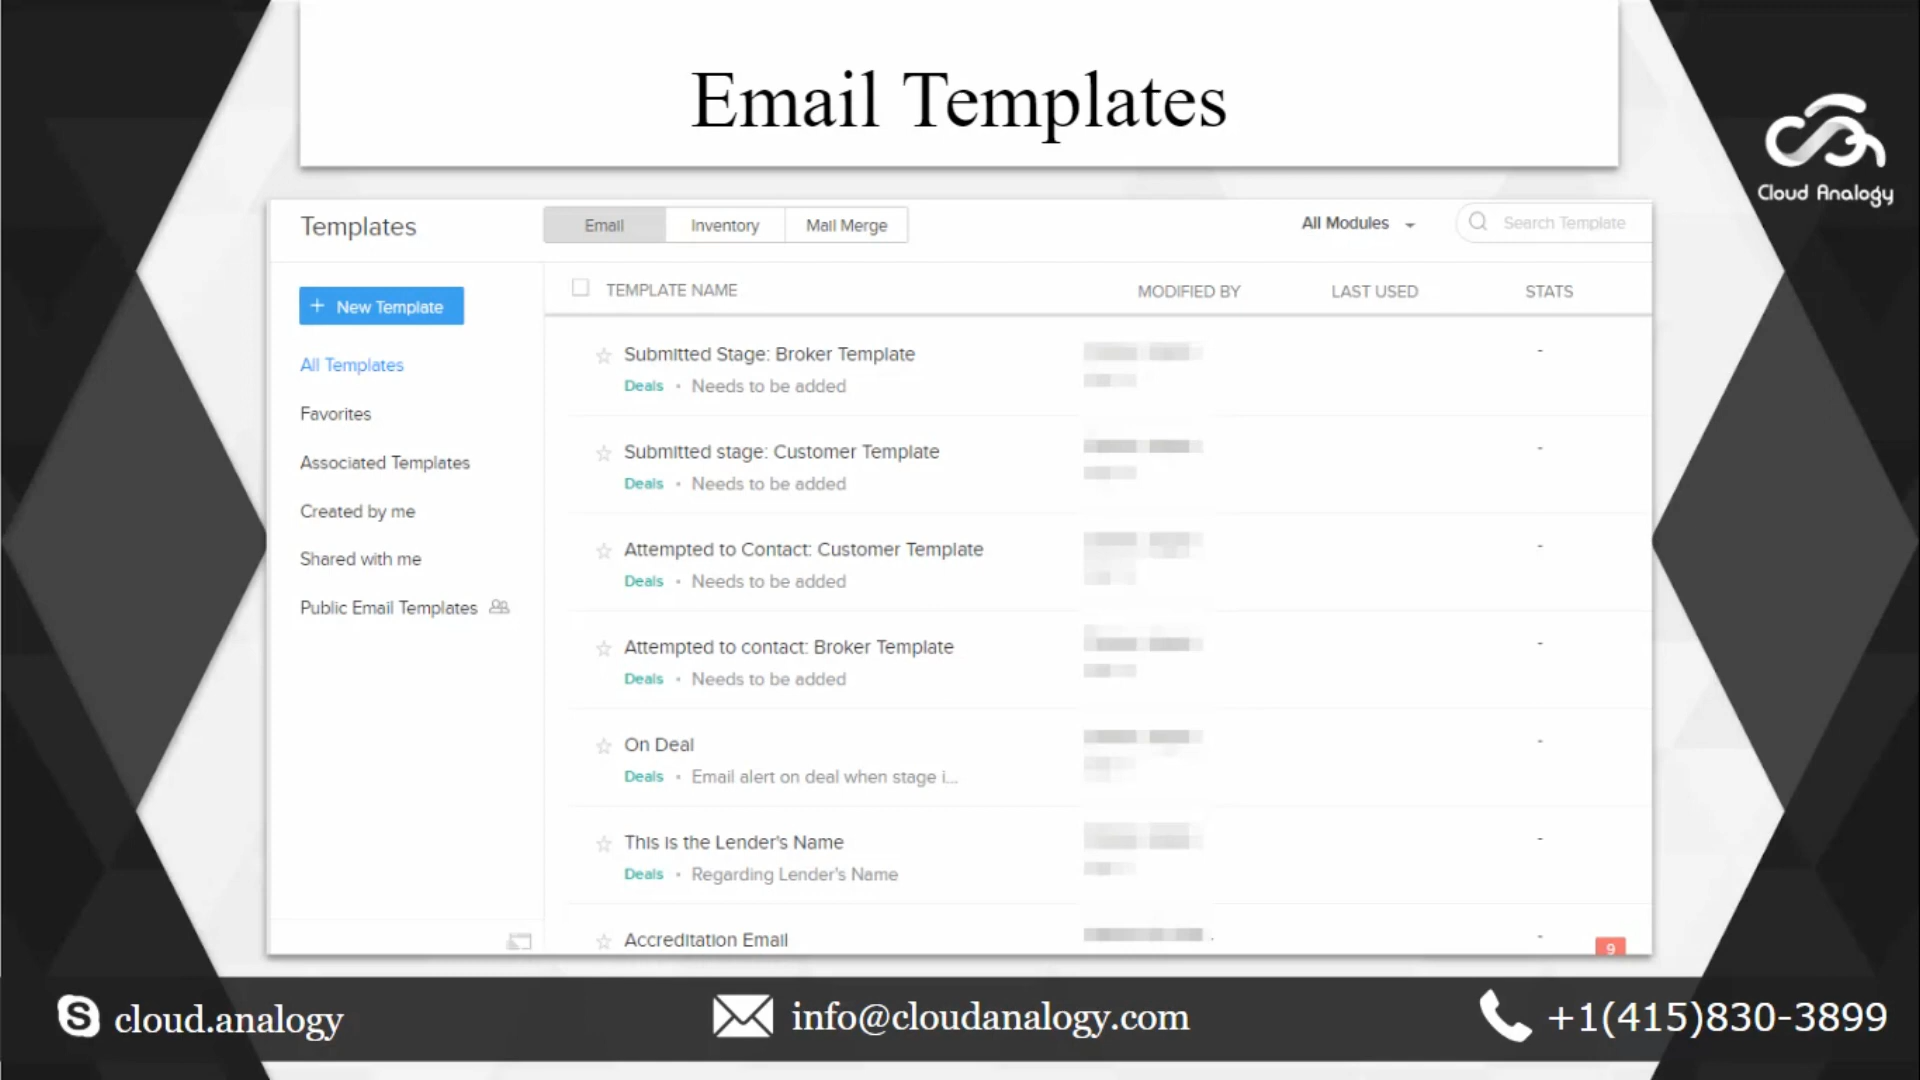 Email Templates
Cloud Analogy
Templates
Email
Inventory
Mail Merge
All Modules
Search Template
+ New Template
All Templates
Favorites
Associated Templates
Created by me
Shared with me
Public Email Templates
TEMPLATE NAME
MODIFIED BY
LAST USED
STATS
Submitted Stage: Broker Template
-
Deals • Needs to be added
Submitted stage: Customer Template
-
Deals • Needs to be added
Attempted to Contact: Customer Template
-
Deals • Needs to be added
Attempted to contact: Broker Template
-
Deals • Needs to be added
On Deal
-
Deals • Email alert on deal when stage i...
This is the Lender's Name
-
Deals • Regarding Lender's Name
Accreditation Email
-
9
cloud.analogy
info@cloudanalogy.com
+1(415)830-3899